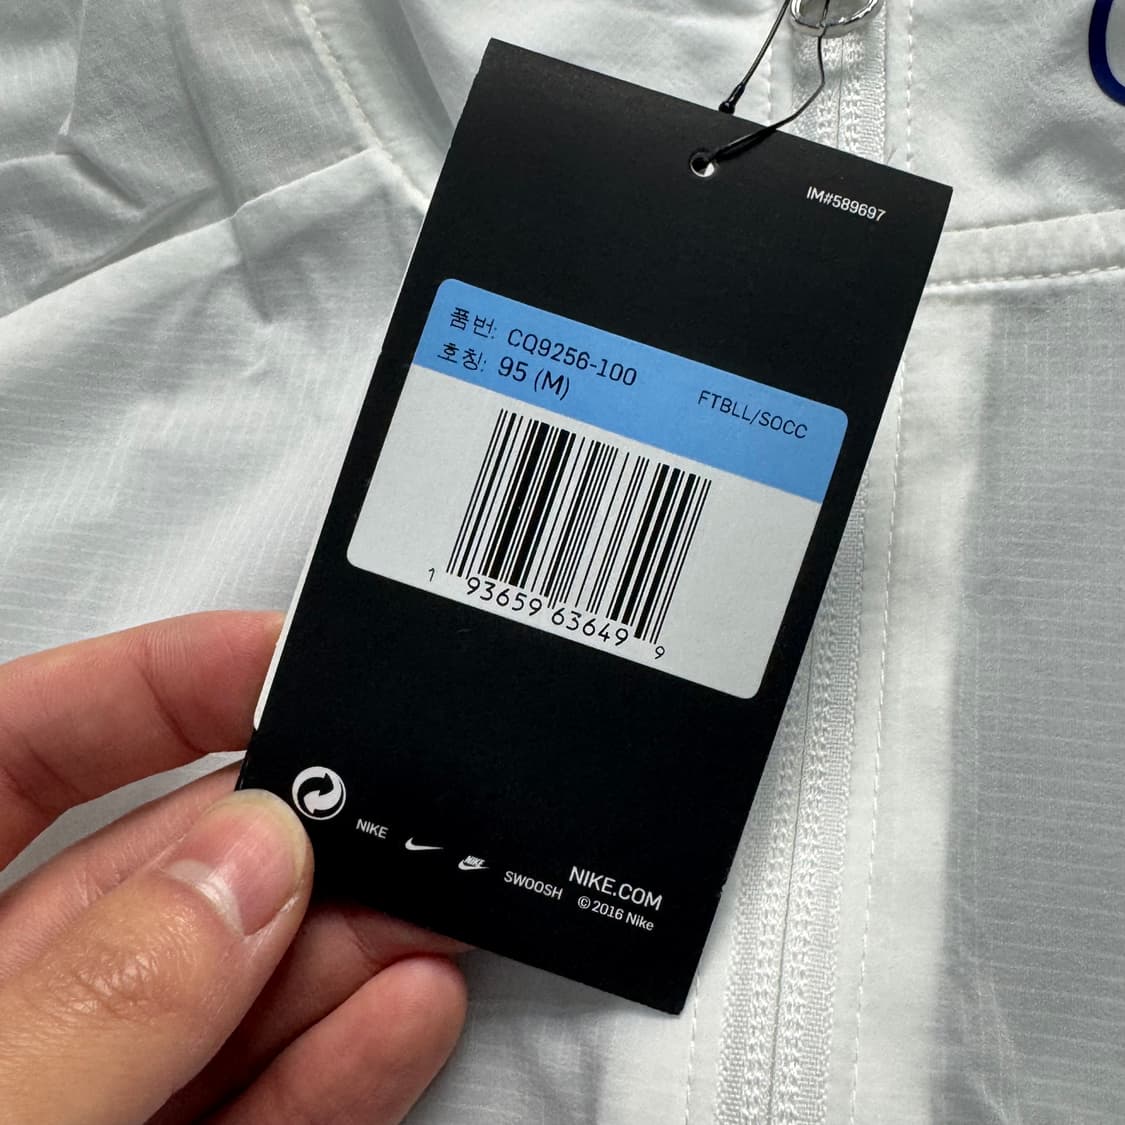 IM#589697
품번: CQ9256-100
호칭: 95 (M)
FTBLL/SOCC
1 93659 63649 9
NIKE
NIKE
SWOOSH
NIKE.COM
© 2016 Nike